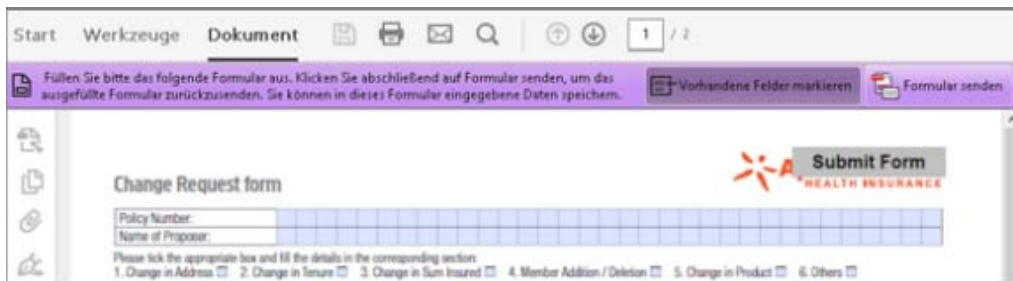 Start Werkzeuge Dokument 1 / 2
Füllen Sie bitte das folgende Formular aus. Klicken Sie abschließend auf Formular senden, um das
ausgefüllte Formular zurückzusenden. Sie können in dieses Formular eingegebene Daten speichern.
Vorhandene Felder markieren
Formular senden
Submit Form
HEALTH INSURANCE
Change Request form
Policy Number:
Name of Proposer:
Please tick the appropriate box and fill the details in the corresponding section:
1. Change in Address 2. Change in Tenure 3. Change in Sum Insured 4. Member Addition / Deletion 5. Change in Product 6. Others